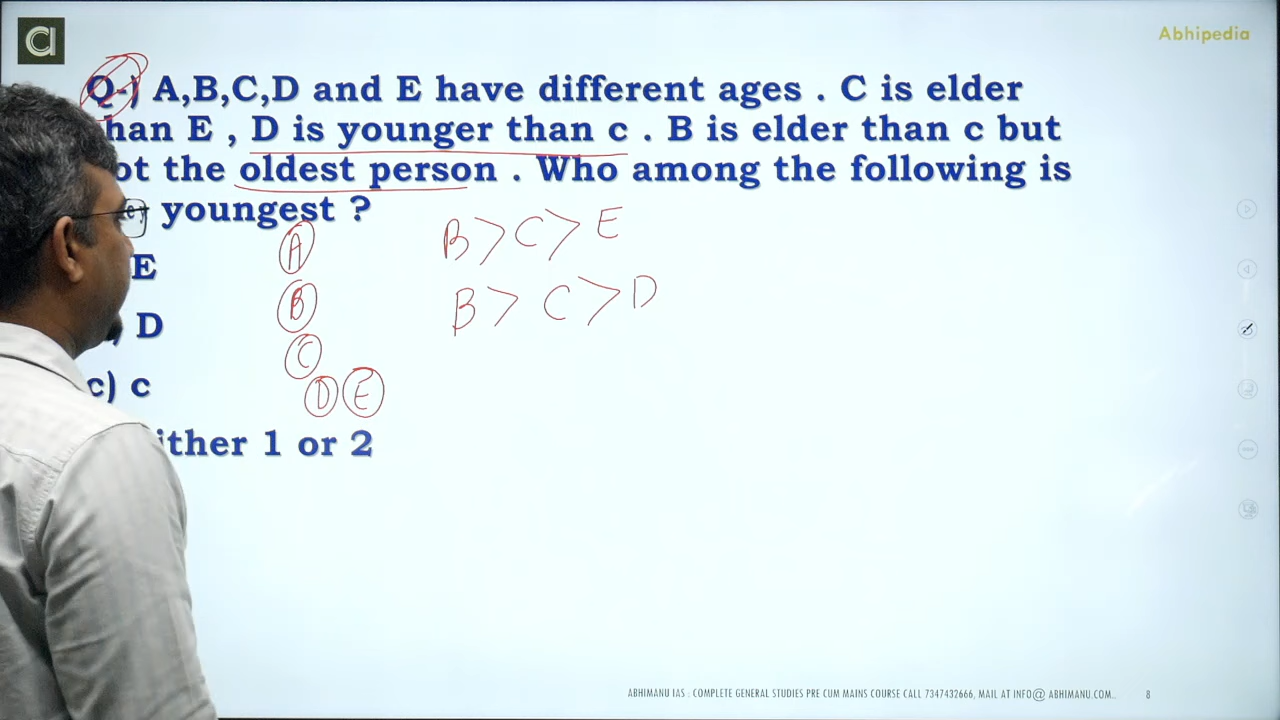 Abhipedia
Q-) A,B,C,D and E have different ages . C is elder
han E , D is younger than c . B is elder than c but
ot the oldest person . Who among the following is
youngest ?
A
B > C > E
E
B
B > C > D
D
C
c) c
D E
ither 1 or 2
ABHIMANU IAS : COMPLETE GENERAL STUDIES PRE CUM MAINS COURSE CALL 7347432666, MAIL AT INFO@ ABHIMANU.COM..
8